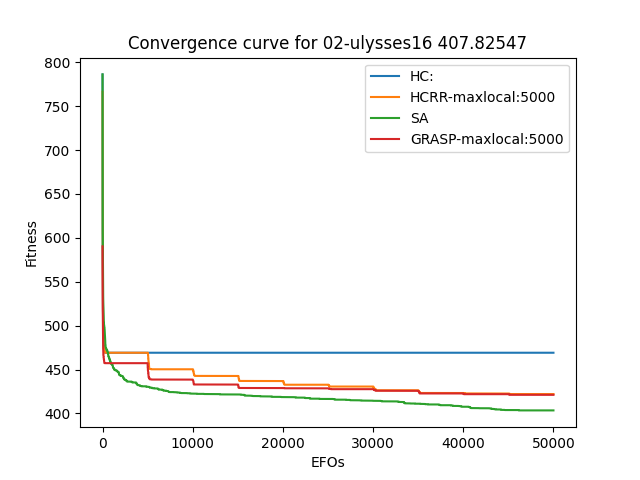 Convergence curve for 02-ulysses16 407.82547
800
750
700
650
600
550
500
450
400
Fitness
HC:
HCRR-maxlocal:5000
SA
GRASP-maxlocal:5000
0 10000 20000 30000 40000 50000
EFOs